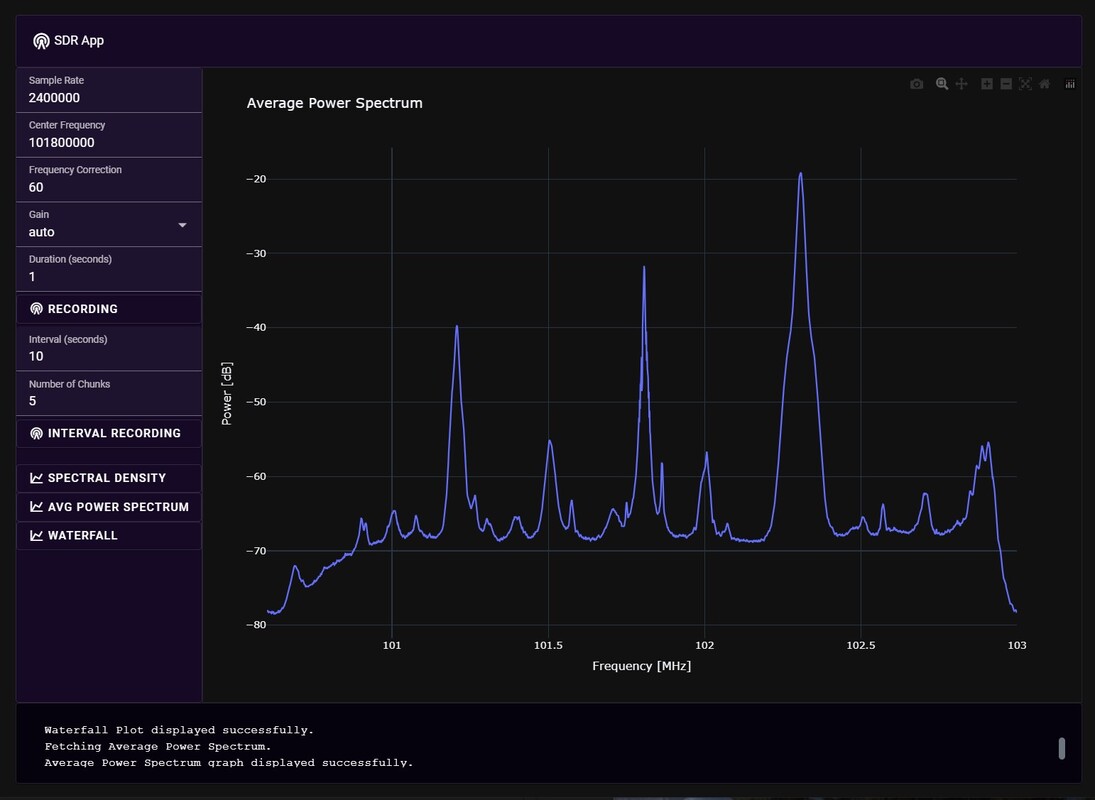 SDR App
Sample Rate
2400000
Center Frequency
101800000
Frequency Correction
60
Gain
auto
Duration (seconds)
1
RECORDING
Interval (seconds)
10
Number of Chunks
5
INTERVAL RECORDING
SPECTRAL DENSITY
AVG POWER SPECTRUM
WATERFALL
Average Power Spectrum
−20
−30
−40
−50
−60
−70
−80
Power [dB]
101 101.5 102 102.5 103
Frequency [MHz]
Waterfall Plot displayed successfully.
Fetching Average Power Spectrum.
Average Power Spectrum graph displayed successfully.